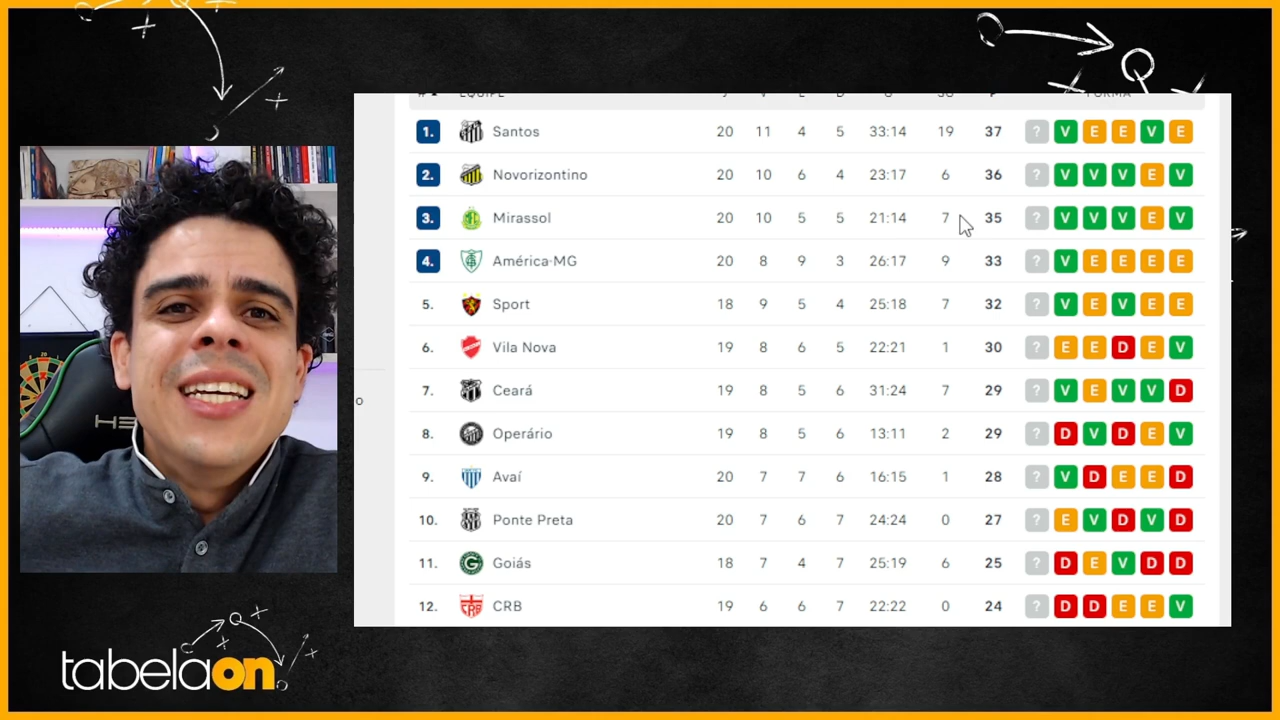 # EQUIPE J V E D G SG P FORMA
1. Santos 20 11 4 5 33:14 19 37 ? V E E V E
2. Novorizontino 20 10 6 4 23:17 6 36 ? V V V E V
3. Mirassol 20 10 5 5 21:14 7 35 ? V V V E V
4. América-MG 20 8 9 3 26:17 9 33 ? V E E E E
5. Sport 18 9 5 4 25:18 7 32 ? V E V E E
6. Vila Nova 19 8 6 5 22:21 1 30 ? E E D E V
7. Ceará 19 8 5 6 31:24 7 29 ? V E V V D
8. Operário 19 8 5 6 13:11 2 29 ? D V D E V
9. Avaí 20 7 7 6 16:15 1 28 ? V D E E D
10. Ponte Preta 20 7 6 7 24:24 0 27 ? E V D V D
11. Goiás 18 7 4 7 25:19 6 25 ? D E V D D
12. CRB 19 6 6 7 22:22 0 24 ? D D E E V
o
tabelaon